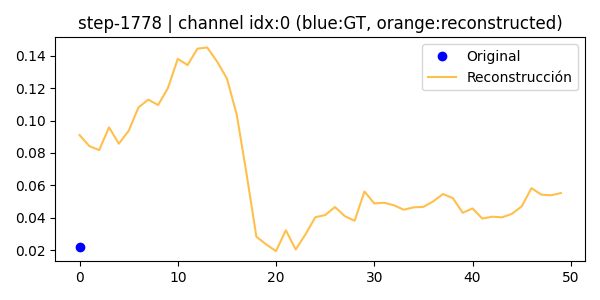 step-1778 | channel idx:0 (blue:GT, orange:reconstructed)
Original
Reconstrucción
0.14
0.12
0.10
0.08
0.06
0.04
0.02
0 10 20 30 40 50